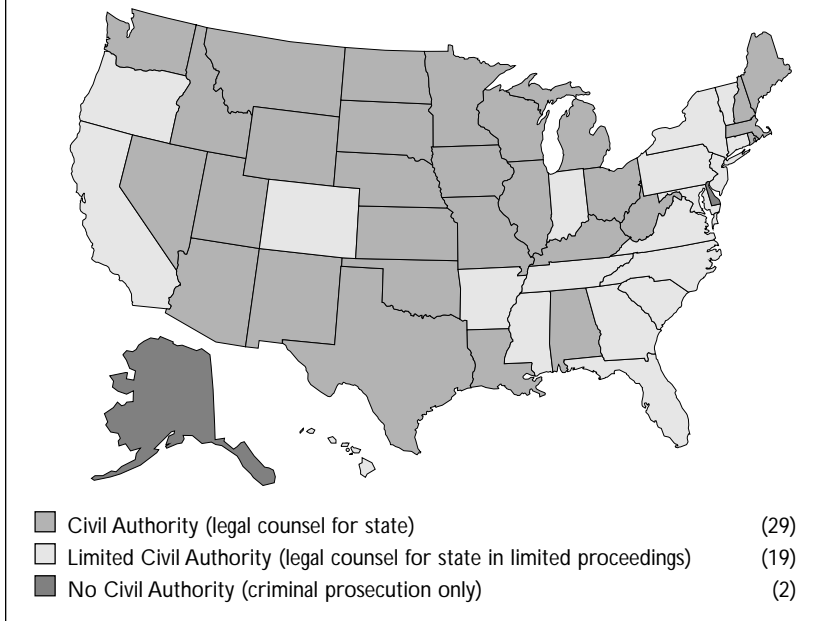 Civil Authority (legal counsel for state) (29)
Limited Civil Authority (legal counsel for state in limited proceedings) (19)
No Civil Authority (criminal prosecution only) (2)